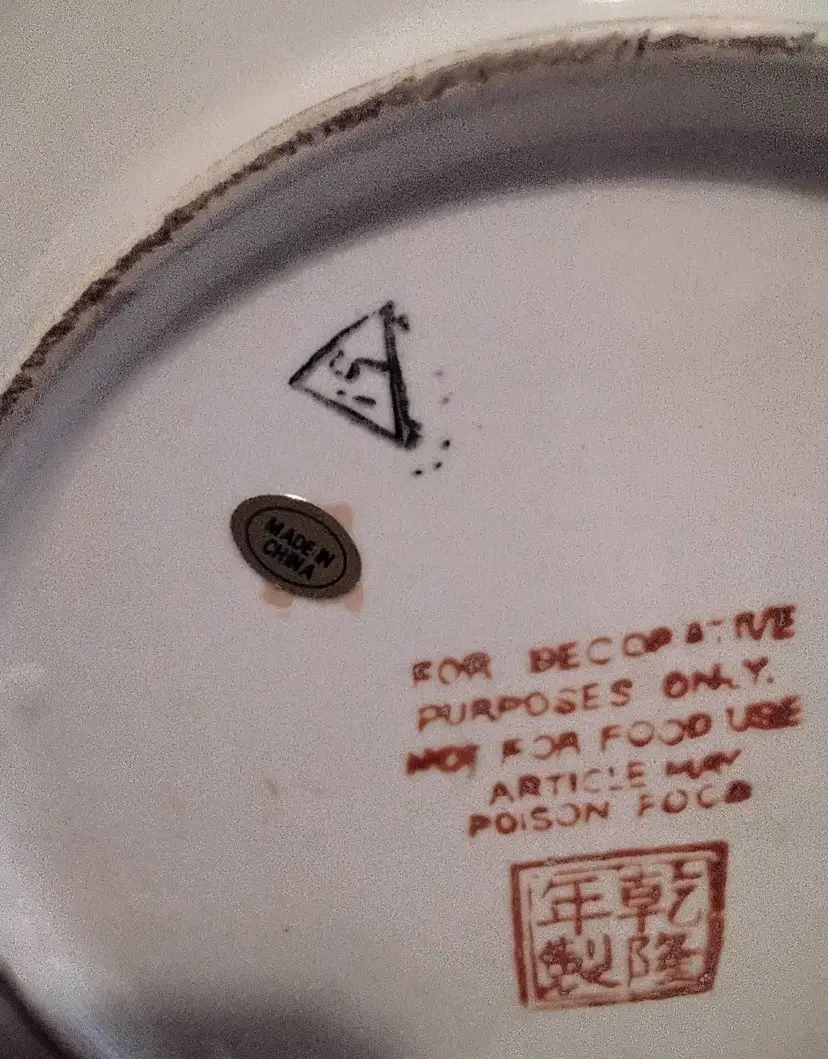 MADE IN
CHINA
FOR DECORATIVE
PURPOSES ONLY.
NOT FOR FOOD USE
ARTICLE MAY
POISON FOOD
年乾
製隆